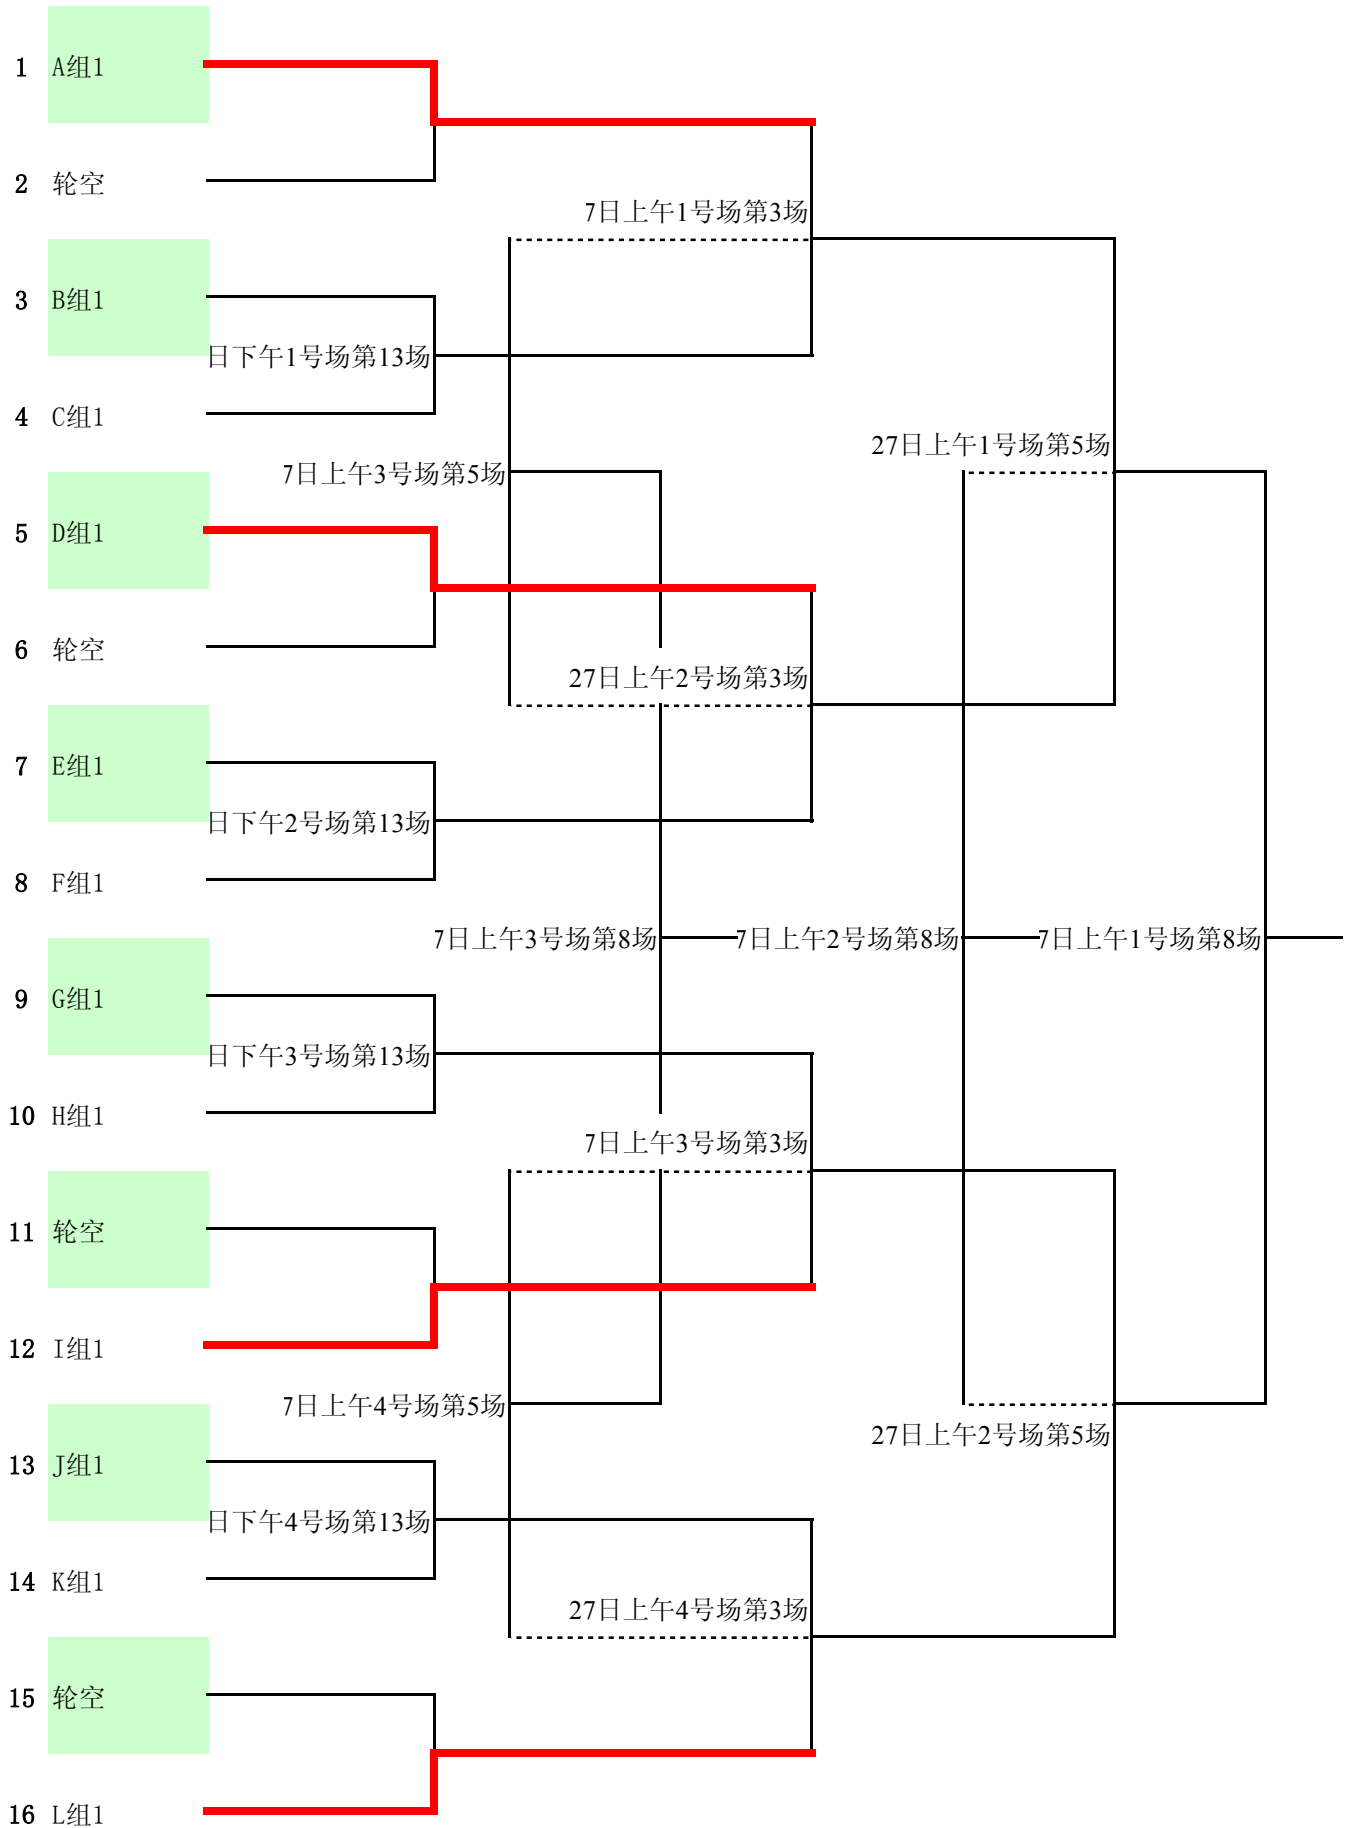 1 A组1
2 轮空
7日上午1号场第3场
3 B组1
日下午1号场第13场
4 C组1
27日上午1号场第5场
7日上午3号场第5场
5 D组1
6 轮空
27日上午2号场第3场
7 E组1
日下午2号场第13场
8 F组1
7日上午3号场第8场 7日上午2号场第8场 7日上午1号场第8场
9 G组1
日下午3号场第13场
10 H组1
7日上午3号场第3场
11 轮空
12 I组1
7日上午4号场第5场
27日上午2号场第5场
13 J组1
日下午4号场第13场
14 K组1
27日上午4号场第3场
15 轮空
16 L组1